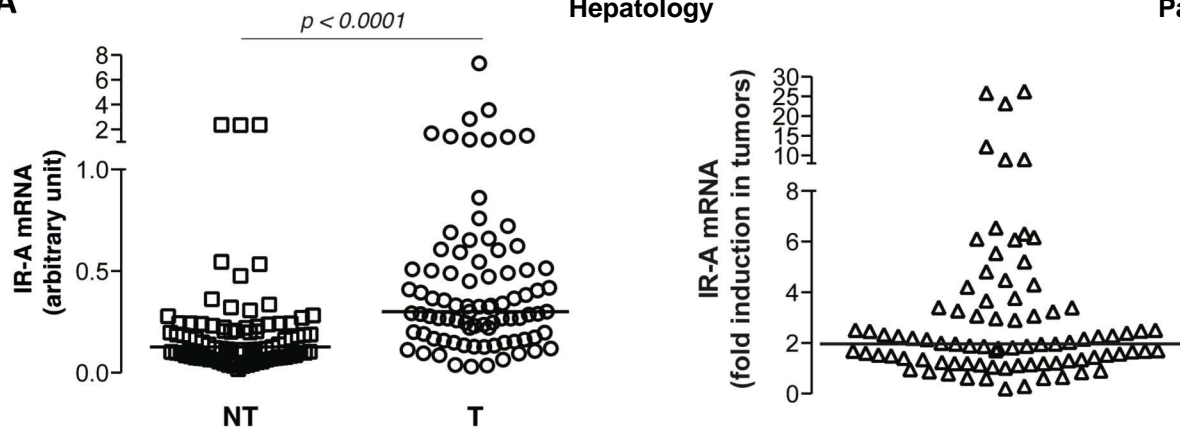 A
Hepatology
Pa
p < 0.0001
8
6
4
2
1.0
0.5
0.0
IR-A mRNA
(arbitrary unit)
NT
T
30
25
20
15
10
8
6
4
2
0
IR-A mRNA
(fold induction in tumors)